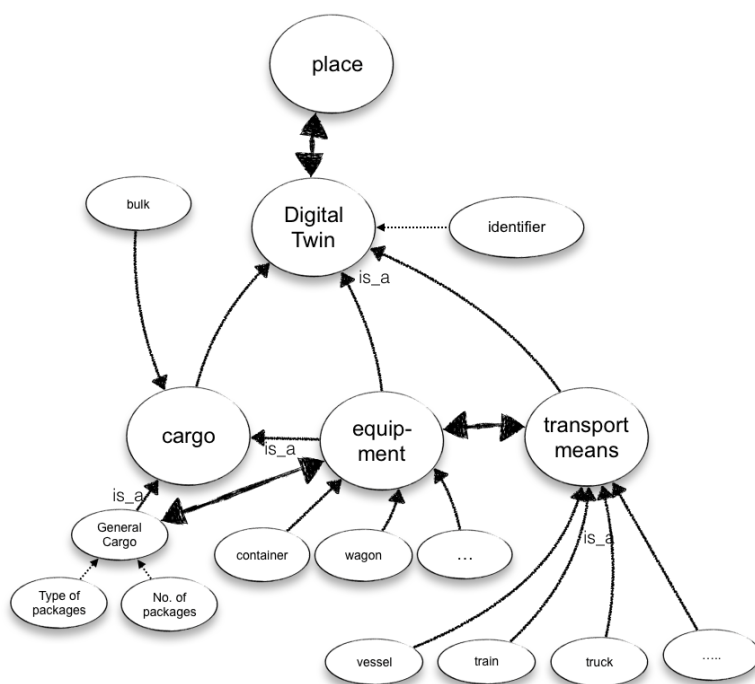 place
bulk
Digital
Twin
identifier
is_a
cargo
equip-
ment
transport
means
is_a
is_a
General
Cargo
container
wagon
...
is_a
Type of
packages
No. of
packages
vessel
train
truck
.....